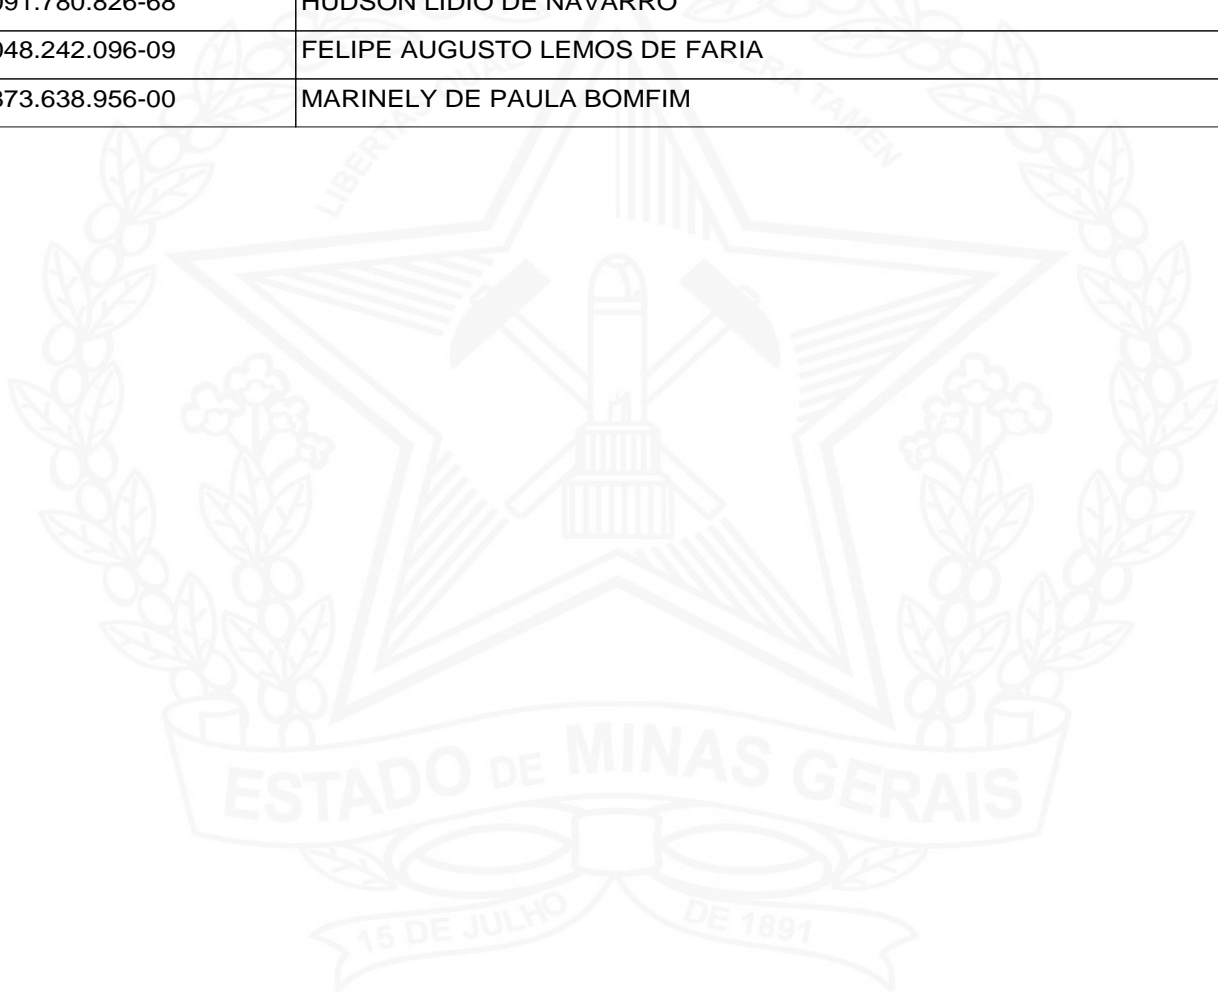 091.780.826-68 HUDSON LIDIO DE NAVARRO
048.242.096-09 FELIPE AUGUSTO LEMOS DE FARIA
873.638.956-00 MARINELY DE PAULA BOMFIM
LIBERTAS QUAE SERA TAMEN
ESTADO DE MINAS GERAIS
15 DE JULHO DE 1891